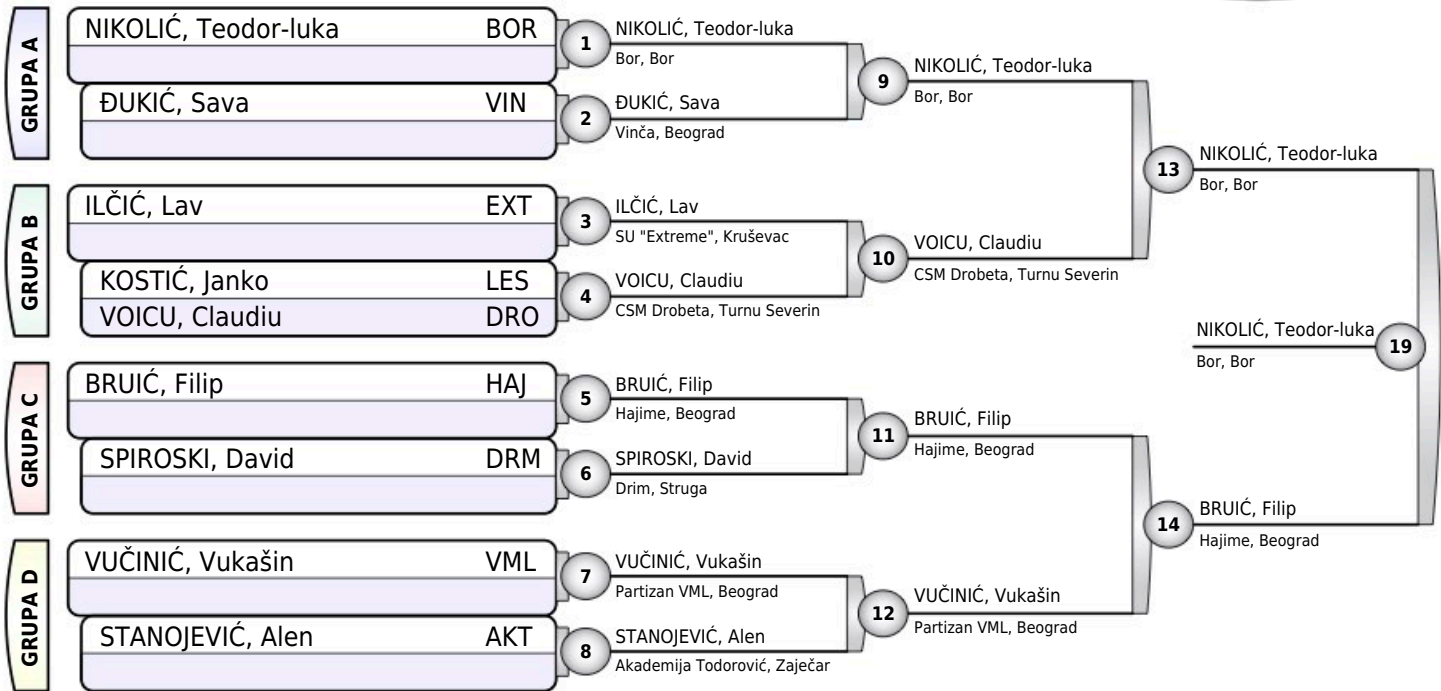 GRUPA A
NIKOLIĆ, Teodor-luka BOR
ĐUKIĆ, Sava VIN
GRUPA B
ILČIĆ, Lav EXT
KOSTIĆ, Janko LES
VOICU, Claudiu DRO
GRUPA C
BRUIĆ, Filip HAJ
SPIROSKI, David DRM
GRUPA D
VUČINIĆ, Vukašin VML
STANOJEVIĆ, Alen AKT
1 NIKOLIĆ, Teodor-luka
Bor, Bor
2 ĐUKIĆ, Sava
Vinča, Beograd
3 ILČIĆ, Lav
SU "Extreme", Kruševac
4 VOICU, Claudiu
CSM Drobeta, Turnu Severin
5 BRUIĆ, Filip
Hajime, Beograd
6 SPIROSKI, David
Drim, Struga
7 VUČINIĆ, Vukašin
Partizan VML, Beograd
8 STANOJEVIĆ, Alen
Akademija Todorović, Zaječar
9 NIKOLIĆ, Teodor-luka
Bor, Bor
10 VOICU, Claudiu
CSM Drobeta, Turnu Severin
11 BRUIĆ, Filip
Hajime, Beograd
12 VUČINIĆ, Vukašin
Partizan VML, Beograd
13 NIKOLIĆ, Teodor-luka
Bor, Bor
14 BRUIĆ, Filip
Hajime, Beograd
NIKOLIĆ, Teodor-luka 19
Bor, Bor